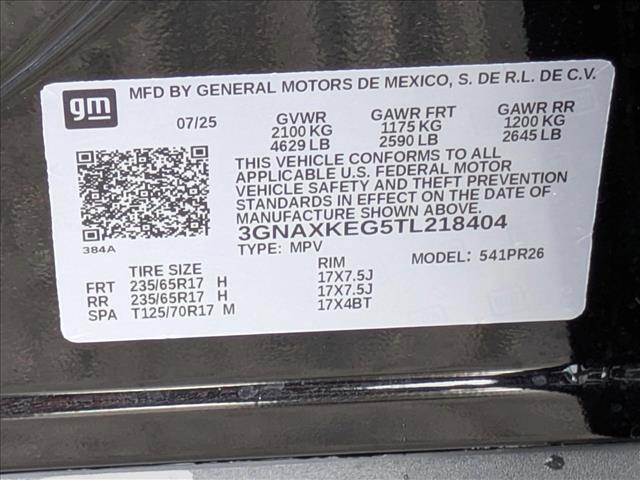 gm
MFD BY GENERAL MOTORS DE MEXICO, S. DE R.L. DE C.V.
07/25 GVWR GAWR FRT GAWR RR
2100 KG 1175 KG 1200 KG
4629 LB 2590 LB 2645 LB
THIS VEHICLE CONFORMS TO ALL
APPLICABLE U.S. FEDERAL MOTOR
VEHICLE SAFETY AND THEFT PREVENTION
STANDARDS IN EFFECT ON THE DATE OF
MANUFACTURE SHOWN ABOVE.
3GNAXKEG5TL218404
384A
TYPE: MPV MODEL: 541PR26
TIRE SIZE RIM
FRT 235/65R17 H 17X7.5J
RR 235/65R17 H 17X7.5J
SPA T125/70R17 M 17X4BT